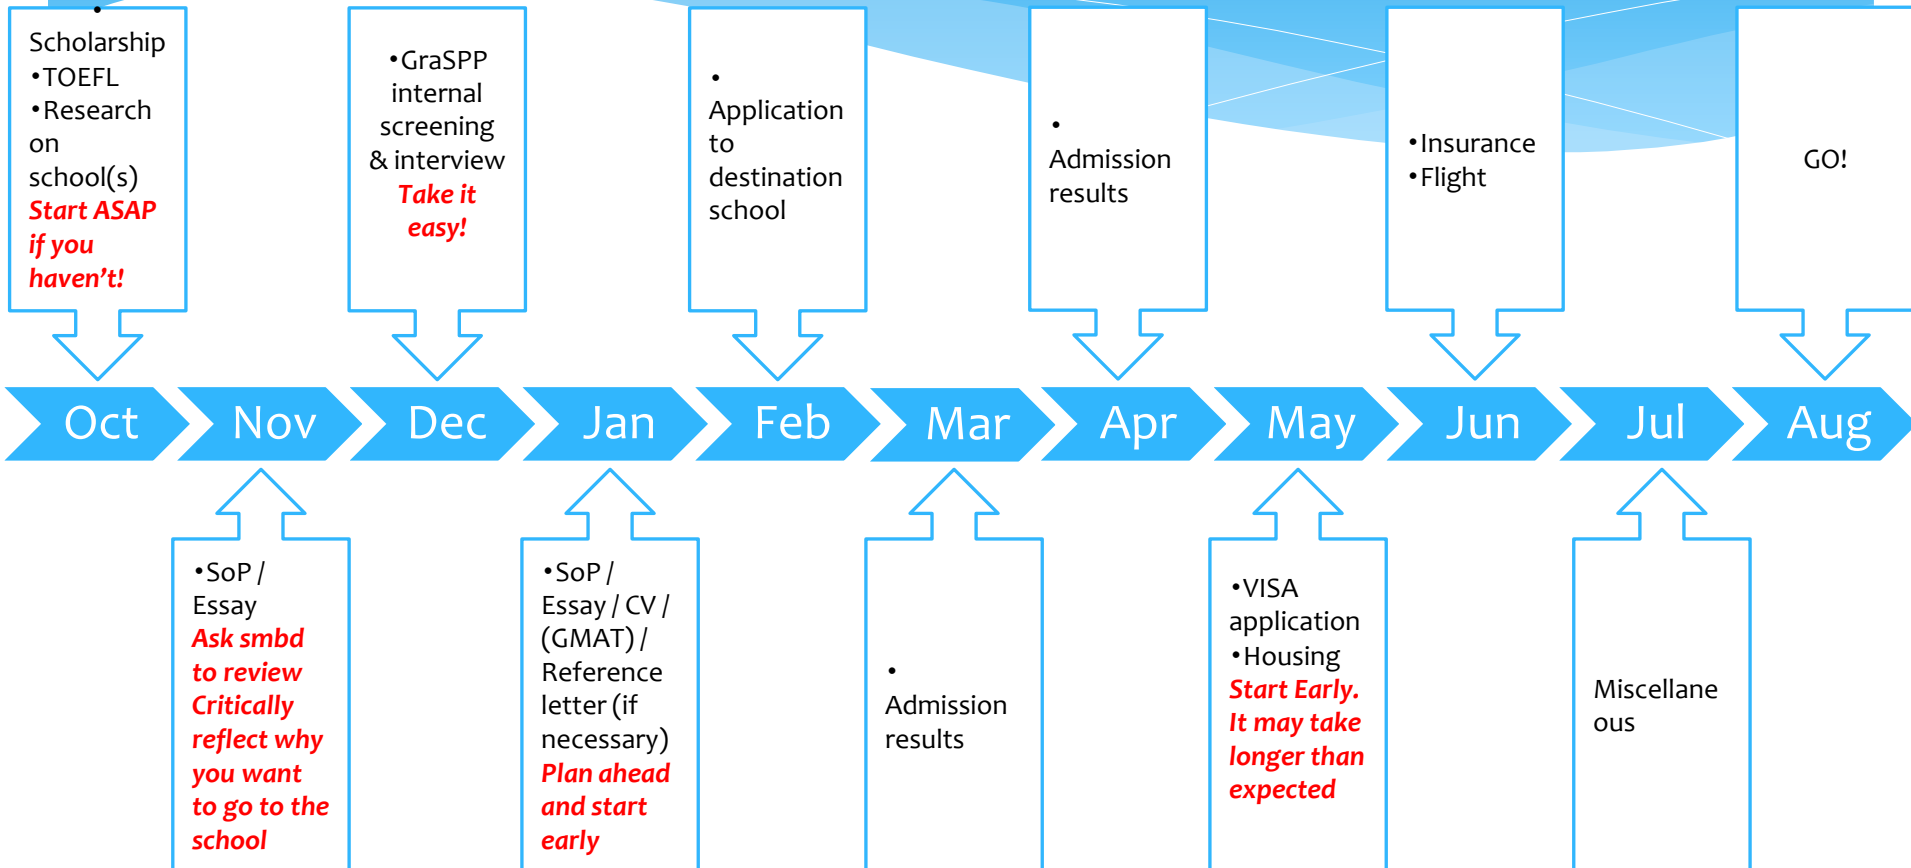 •
Scholarship
•TOEFL
•Research
on
school(s)
Start ASAP
if you
haven't!
•GraSPP
internal
screening
& interview
Take it
easy!
•
Application
to
destination
school
•
Admission
results
•Insurance
•Flight
GO!
Oct
Nov
Dec
Jan
Feb
Mar
Apr
May
Jun
Jul
Aug
•SoP /
Essay
Ask smbd
to review
Critically
reflect why
you want
to go to the
school
•SoP /
Essay / CV /
(GMAT) /
Reference
letter (if
necessary)
Plan ahead
and start
early
•
Admission
results
•VISA
application
•Housing
Start Early.
It may take
longer than
expected
Miscellane
ous